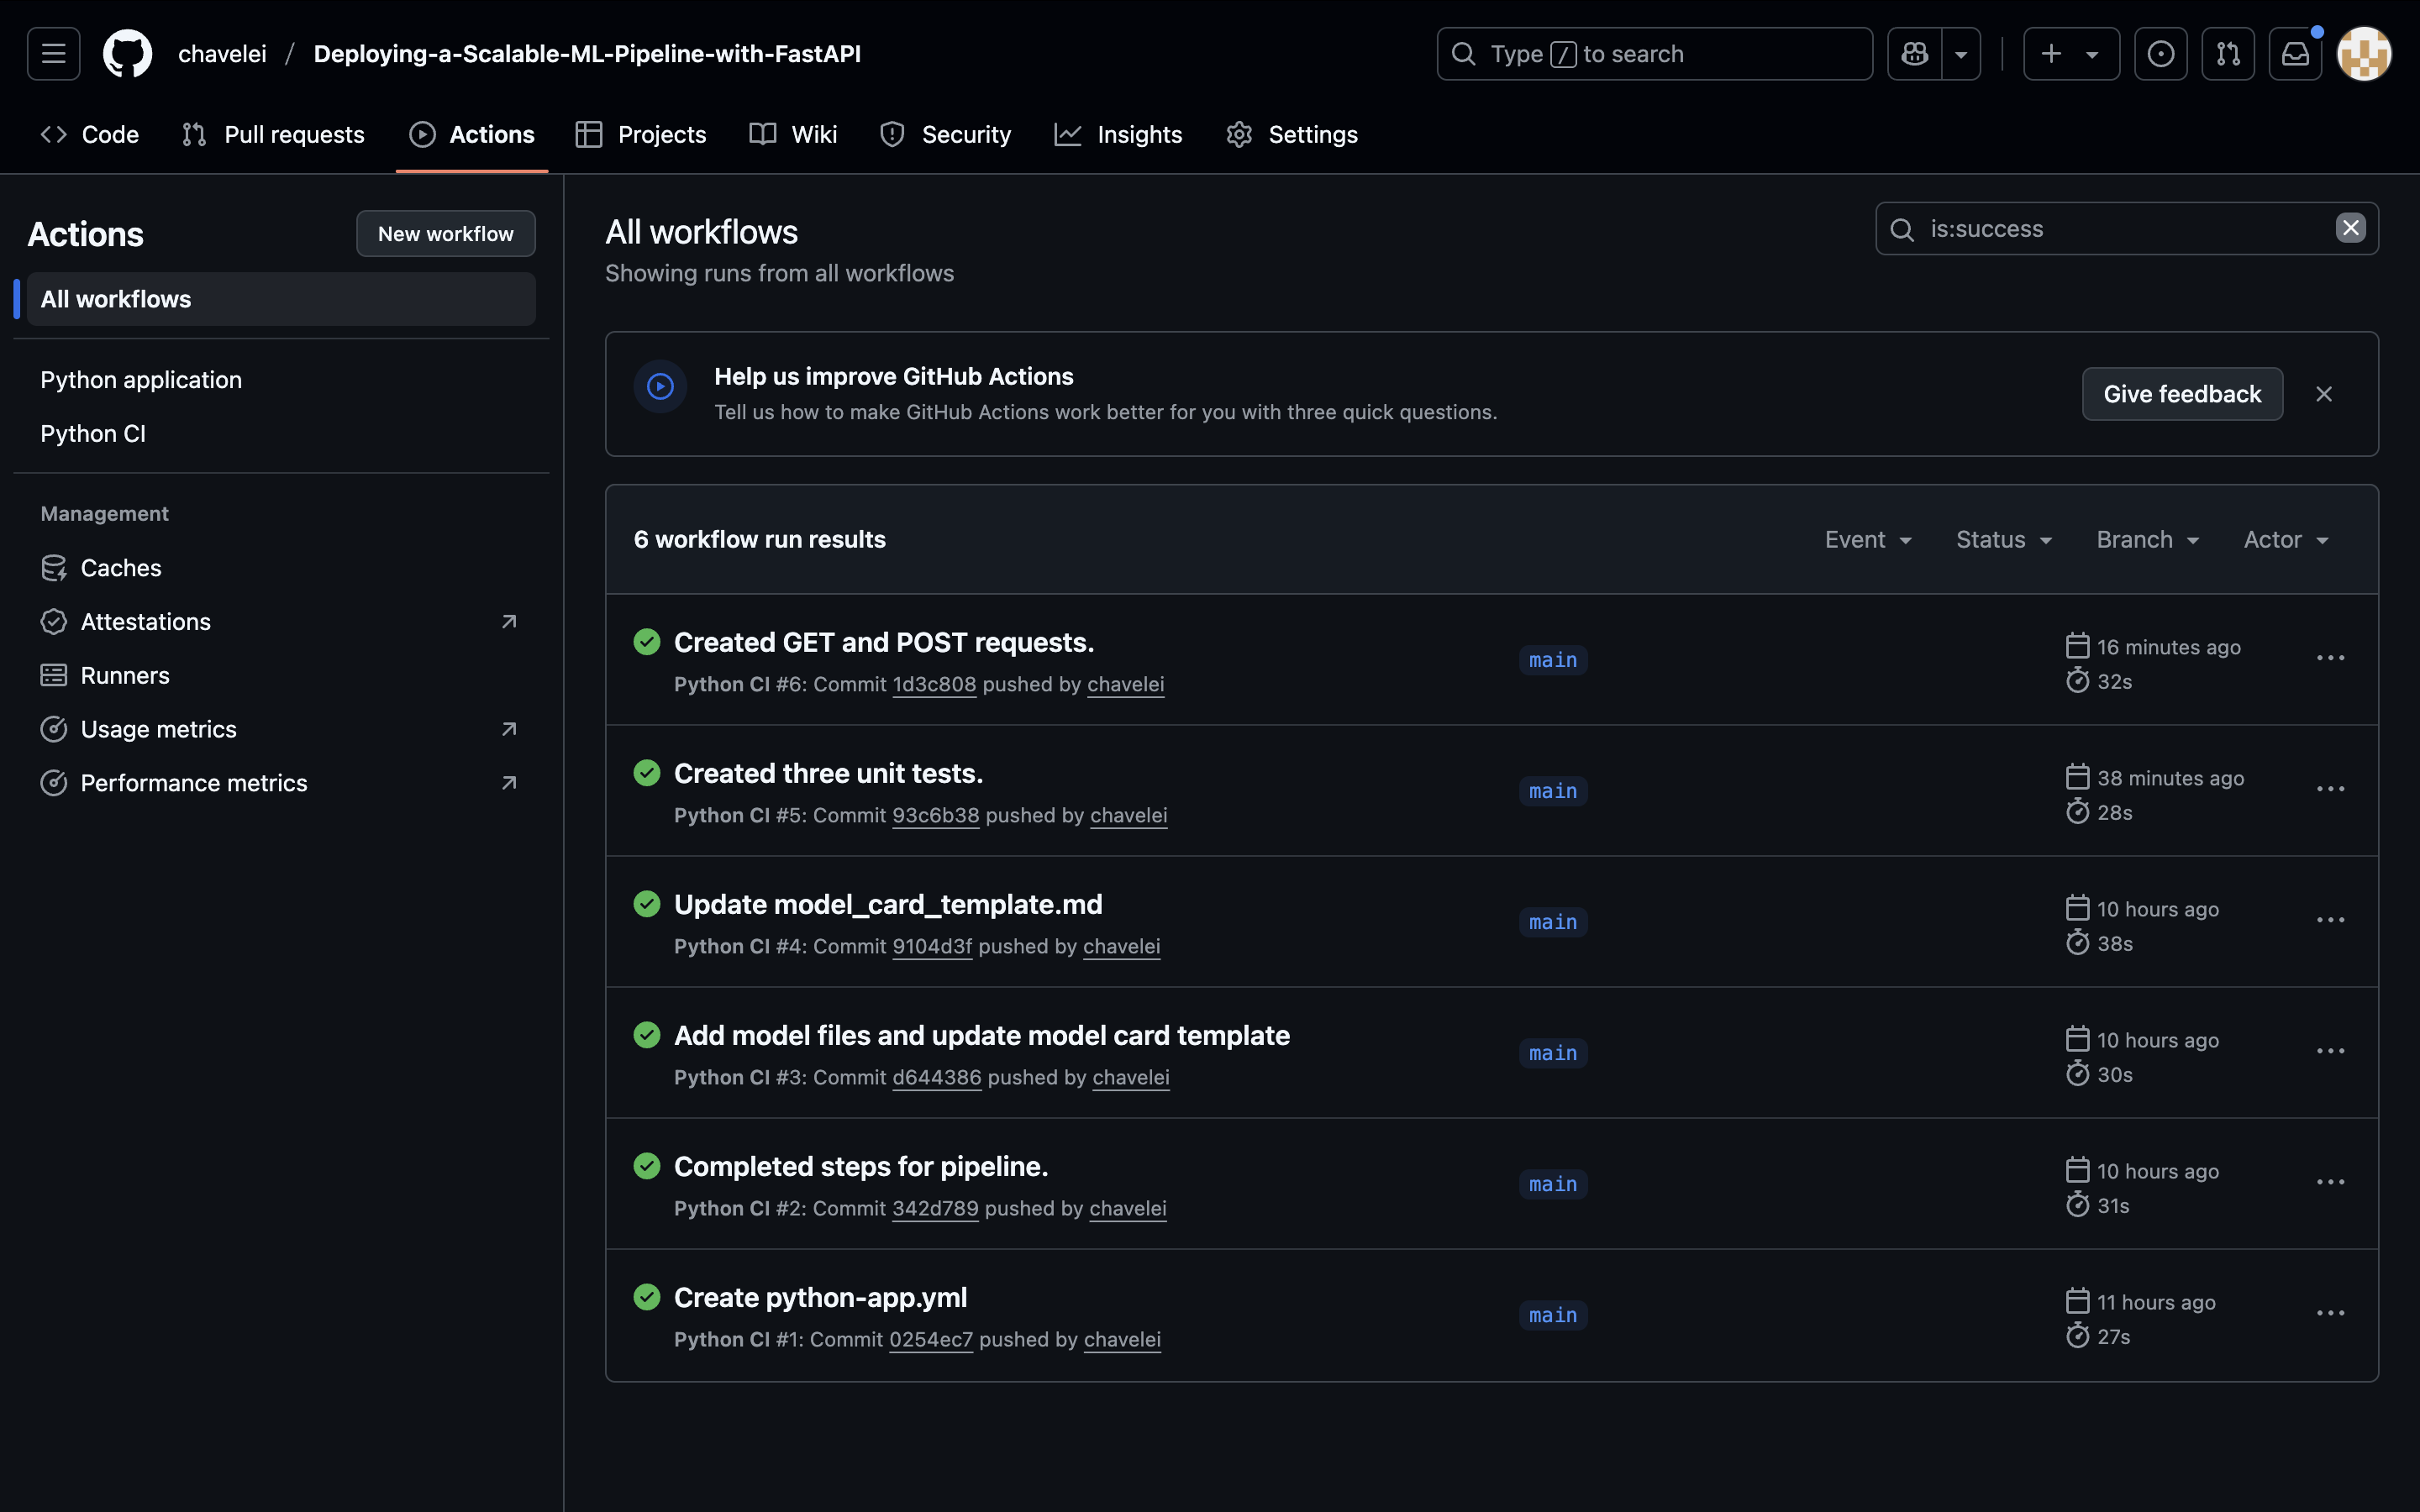 chavelei / Deploying-a-Scalable-ML-Pipeline-with-FastAPI
Type / to search
Code
Pull requests
Actions
Projects
Wiki
Security
Insights
Settings
Actions
New workflow
All workflows
Python application
Python CI
Management
Caches
Attestations
Runners
Usage metrics
Performance metrics
All workflows
Showing runs from all workflows
is:success
Help us improve GitHub Actions
Tell us how to make GitHub Actions work better for you with three quick questions.
Give feedback
6 workflow run results
Event
Status
Branch
Actor
Created GET and POST requests.
Python CI #6: Commit 1d3c808 pushed by chavelei
main
16 minutes ago
32s
Created three unit tests.
Python CI #5: Commit 93c6b38 pushed by chavelei
main
38 minutes ago
28s
Update model_card_template.md
Python CI #4: Commit 9104d3f pushed by chavelei
main
10 hours ago
38s
Add model files and update model card template
Python CI #3: Commit d644386 pushed by chavelei
main
10 hours ago
30s
Completed steps for pipeline.
Python CI #2: Commit 342d789 pushed by chavelei
main
10 hours ago
31s
Create python-app.yml
Python CI #1: Commit 0254ec7 pushed by chavelei
main
11 hours ago
27s